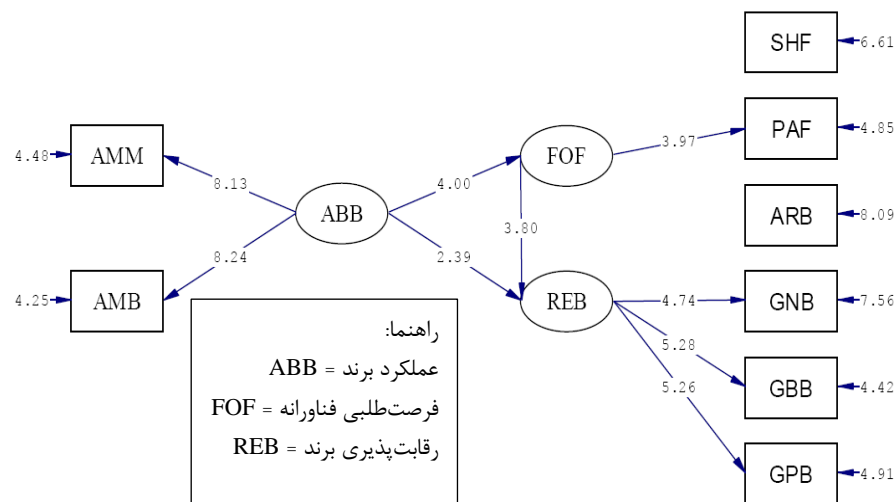 SHF
6.61
PAF
4.85
4.48
AMM
8.13
ABB
4.00
FOF
3.97
ARB
8.09
3.80
4.25
AMB
8.24
2.39
REB
4.74
GNB
7.56
5.28
GBB
4.42
5.26
GPB
4.91
راهنما:
عملکرد برند = ABB
فرصت‌طلبی فناورانه = FOF
رقابت‌پذیری برند = REB